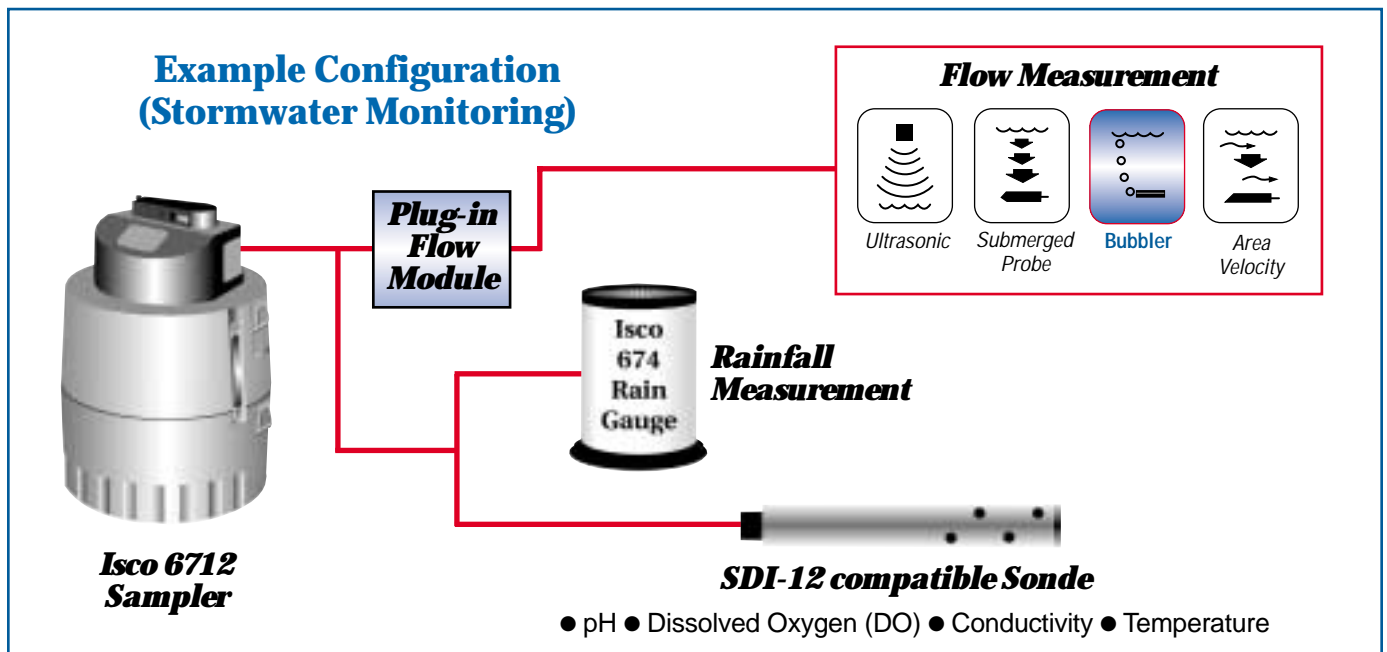 Example Configuration
(Stormwater Monitoring)
Flow Measurement
Ultrasonic
Submerged
Probe
Bubbler
Area
Velocity
Plug-in
Flow
Module
Isco
674
Rain
Gauge
Rainfall
Measurement
Isco 6712
Sampler
SDI-12 compatible Sonde
● pH ● Dissolved Oxygen (DO) ● Conductivity ● Temperature